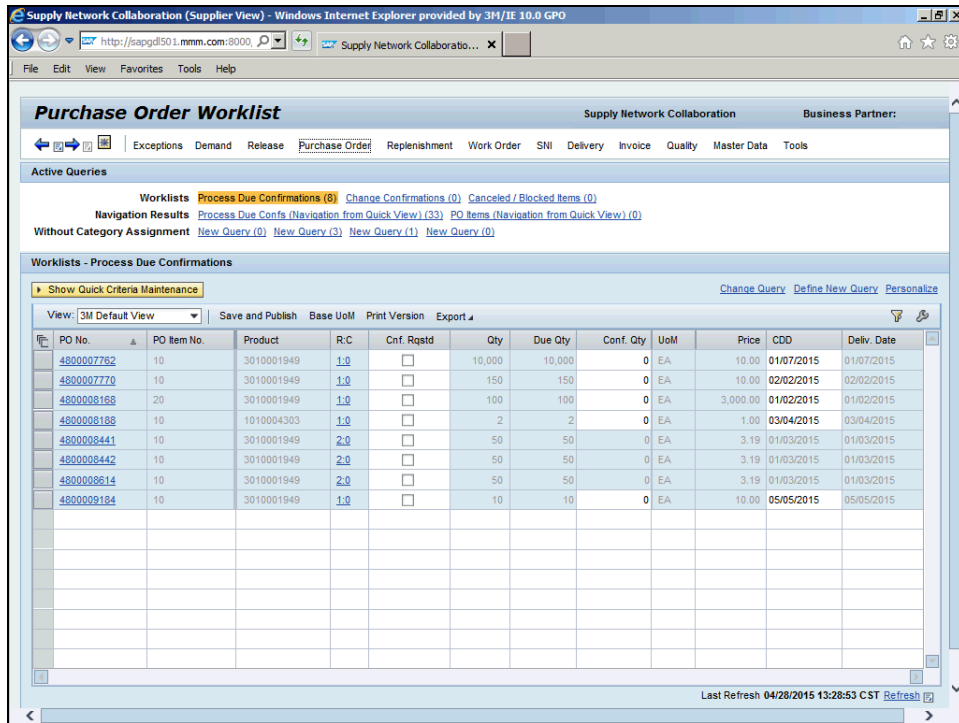 Supply Network Collaboration (Supplier View) - Windows Internet Explorer provided by 3M/IE 10.0 GPO
http://sapgdl501.mmm.com:8000, Supply Network Collaboratio... X
File Edit View Favorites Tools Help
Purchase Order Worklist Supply Network Collaboration Business Partner:
Exceptions Demand Release Purchase Order Replenishment Work Order SNI Delivery Invoice Quality Master Data Tools
Active Queries
Worklists Process Due Confirmations (8) Change Confirmations (0) Canceled / Blocked Items (0)
Navigation Results Process Due Confs (Navigation from Quick View) (33) PO Items (Navigation from Quick View) (0)
Without Category Assignment New Query (0) New Query (3) New Query (1) New Query (0)
Worklists - Process Due Confirmations
Show Quick Criteria Maintenance Change Query Define New Query Personalize
View: 3M Default View Save and Publish Base UoM Print Version Export
PO No. PO Item No. Product R:C Cnf. Rqstd Qty Due Qty Conf. Qty UoM Price CDD Deliv. Date
4800007762 10 3010001949 1:0 10,000 10,000 0 EA 10.00 01/07/2015 01/07/2015
4800007770 10 3010001949 1:0 150 150 0 EA 10.00 02/02/2015 02/02/2015
4800008168 20 3010001949 1:0 100 100 0 EA 3,000.00 01/02/2015 01/02/2015
4800008188 10 1010004303 1:0 2 2 0 EA 1.00 03/04/2015 03/04/2015
4800008441 10 3010001949 2:0 50 50 0 EA 3.19 01/03/2015 01/03/2015
4800008442 10 3010001949 2:0 50 50 0 EA 3.19 01/03/2015 01/03/2015
4800008614 10 3010001949 2:0 50 50 0 EA 3.19 01/03/2015 01/03/2015
4800009184 10 3010001949 1:0 10 10 0 EA 10.00 05/05/2015 05/05/2015
Last Refresh 04/28/2015 13:28:53 CST Refresh